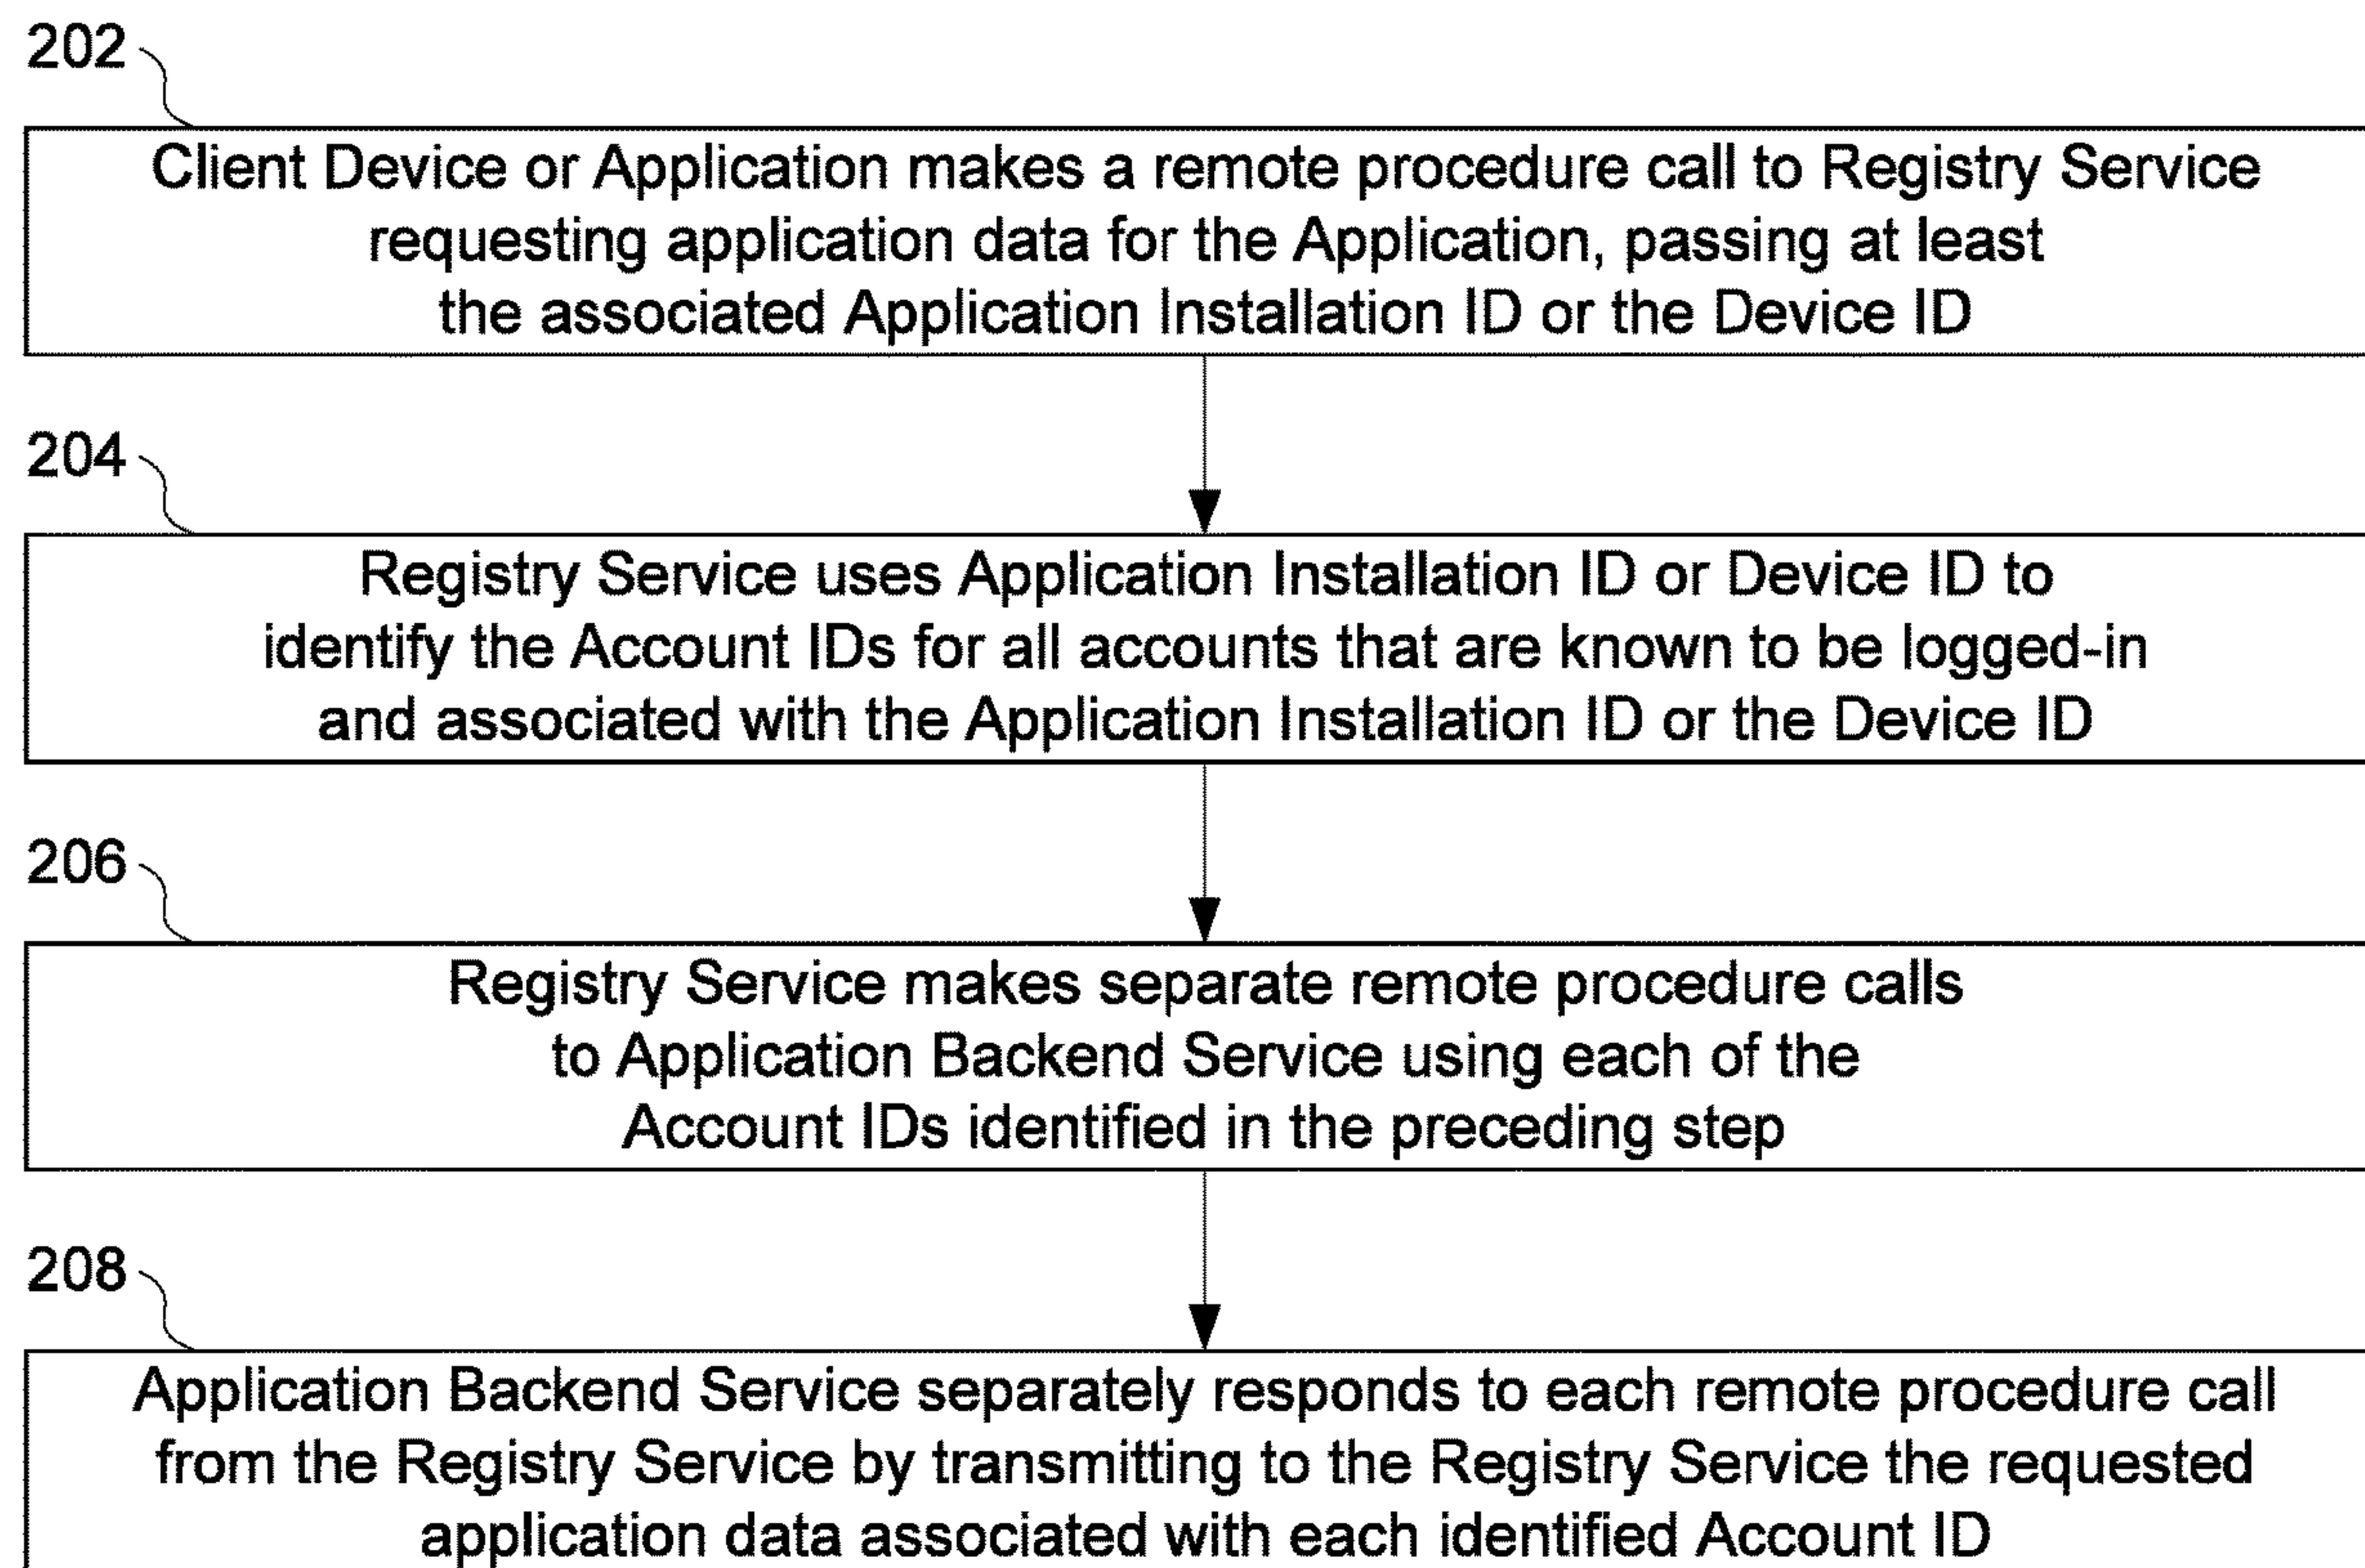 202
Client Device or Application makes a remote procedure call to Registry Service
requesting application data for the Application, passing at least
the associated Application Installation ID or the Device ID
204
Registry Service uses Application Installation ID or Device ID to
identify the Account IDs for all accounts that are known to be logged-in
and associated with the Application Installation ID or the Device ID
206
Registry Service makes separate remote procedure calls
to Application Backend Service using each of the
Account IDs identified in the preceding step
208
Application Backend Service separately responds to each remote procedure call
from the Registry Service by transmitting to the Registry Service the requested
application data associated with each identified Account ID